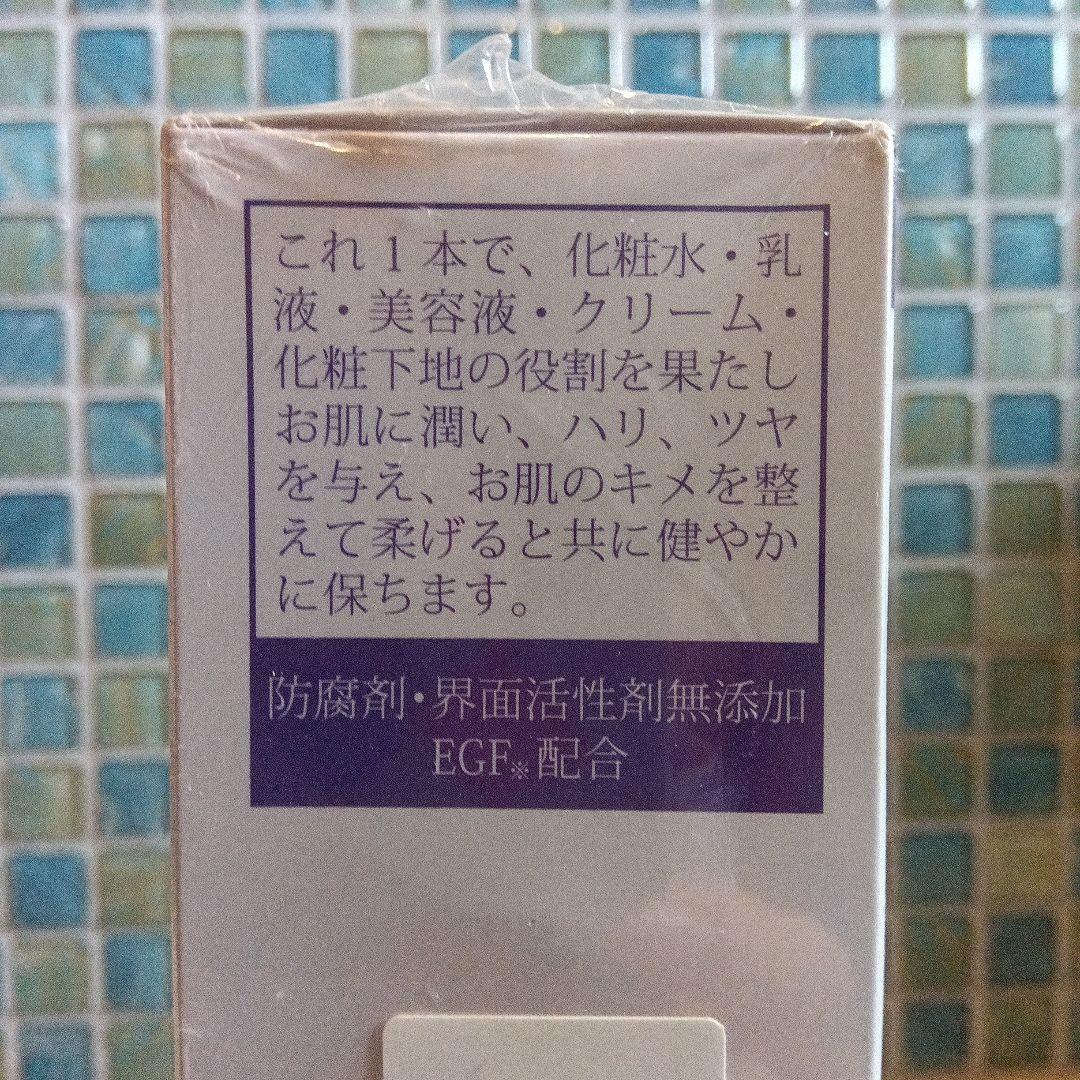 これ1本で、化粧水・乳
液・美容液・クリーム・
化粧下地の役割を果たし
お肌に潤い、ハリ、ツヤ
を与え、お肌のキメを整
えて柔げると共に健やか
に保ちます。
防腐剤・界面活性剤無添加
EGF※配合